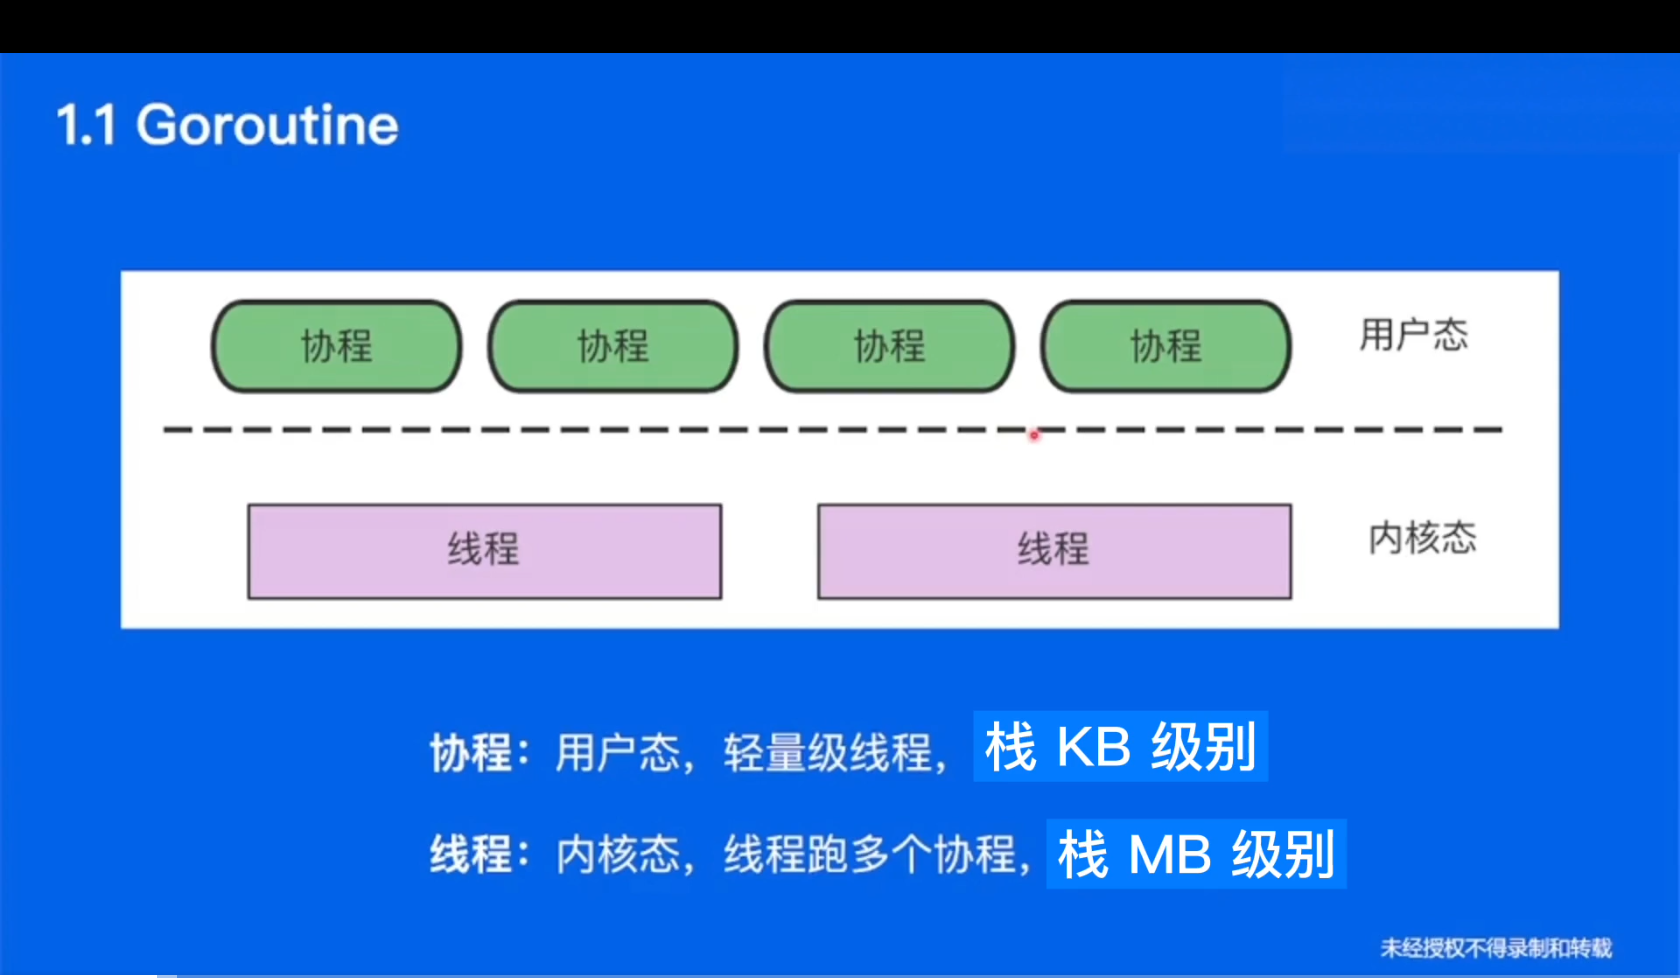 1.1 Goroutine
协程 协程 协程 协程 用户态
线程 线程 内核态
协程：用户态，轻量级线程，栈 KB 级别
线程：内核态，线程跑多个协程，栈 MB 级别
未经授权不得录制和转载